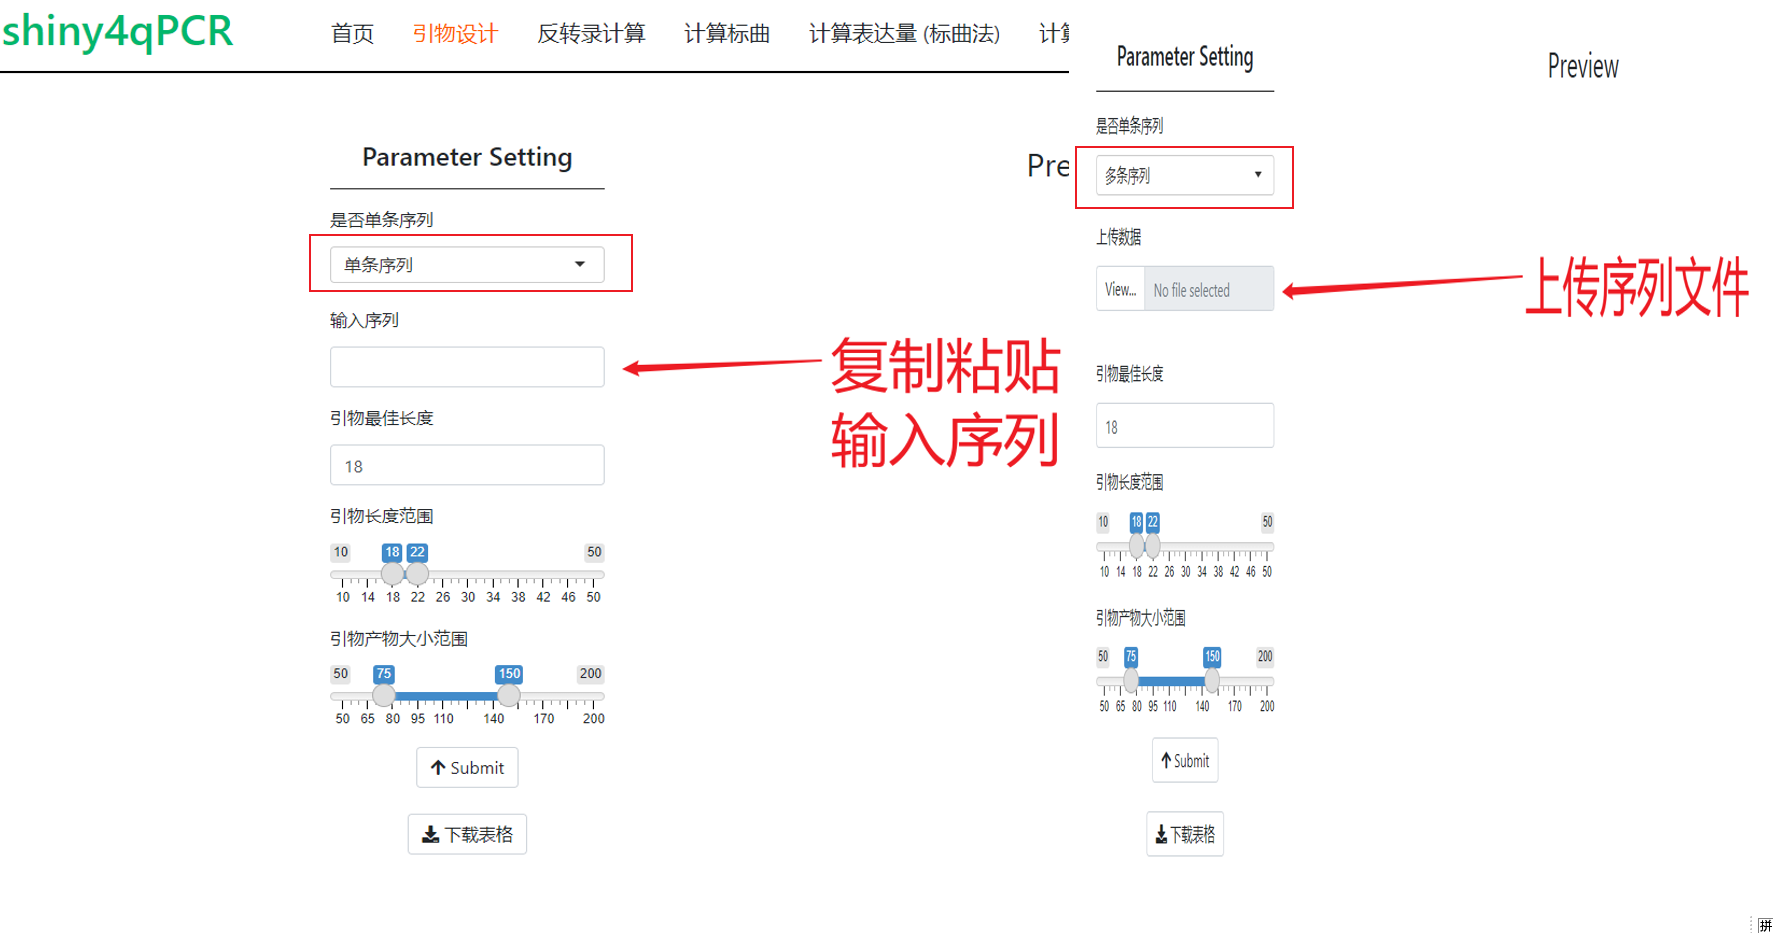 shiny4qPCR
首页 引物设计 反转录计算 计算标曲 计算表达量 (标曲法) 计算
Parameter Setting
是否单条序列
单条序列
输入序列
引物最佳长度
18
引物长度范围
10 18 22 50
10 14 18 22 26 30 34 38 42 46 50
引物产物大小范围
50 75 150 200
50 65 80 95 110 140 170 200
Submit
下载表格
复制粘贴
输入序列
Pre
Parameter Setting
Preview
是否单条序列
多条序列
上传数据
View... No file selected
上传序列文件
引物最佳长度
18
引物长度范围
10 18 22 50
10 14 18 22 26 30 34 38 42 46 50
引物产物大小范围
50 75 150 200
50 65 80 95 110 140 170 200
Submit
下载表格
拼